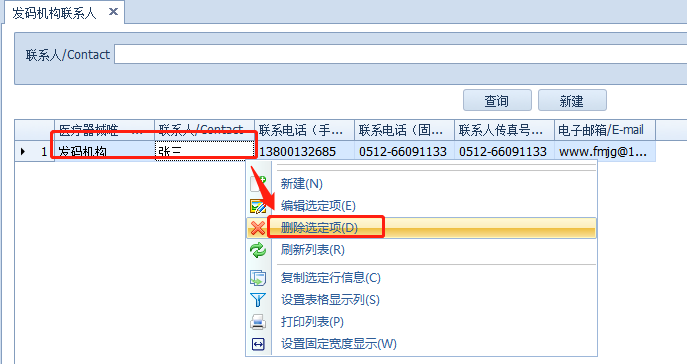 发码机构联系人
联系人/Contact
查询 新建
医疗器械唯 ... 联系人/Contact 联系电话（手... 联系电话（固... 联系人传真号... 电子邮箱/E-mail
1 发码机构 张三 13800132685 0512-66091133 0512-66091133 www.fmjg@1...
新建(N)
编辑选定项(E)
删除选定项(D)
刷新列表(R)
复制选定行信息(C)
设置表格显示列(S)
打印列表(P)
设置固定宽度显示(W)